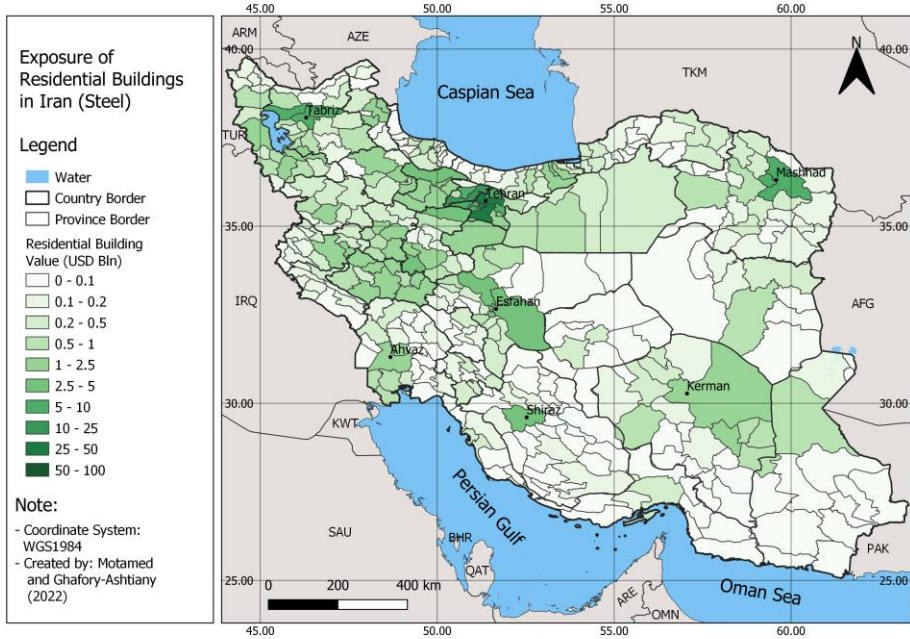 Exposure of
Residential Buildings
in Iran (Steel)
Legend
Water
Country Border
Province Border
Residential Building
Value (USD Bln)
0 - 0.1
0.1 - 0.2
0.2 - 0.5
0.5 - 1
1 - 2.5
2.5 - 5
5 - 10
10 - 25
25 - 50
50 - 100
Note:
- Coordinate System:
WGS1984
- Created by: Motamed
and Ghafory-Ashtiany
(2022)
45.00 50.00 55.00 60.00
ARM
AZE
N
40.00 40.00
TKM
Caspian Sea
Tabriz
TUR
Mashhad
Tehran
35.00 35.00
IRQ
Esfahan
AFG
Ahvaz
Kerman
30.00 30.00
Shiraz
KWT
Persian Gulf
SAU
BHR
PAK
QAT
25.00 25.00
ARE
Oman Sea
OMN
0 200 400 km
45.00 50.00 55.00 60.00